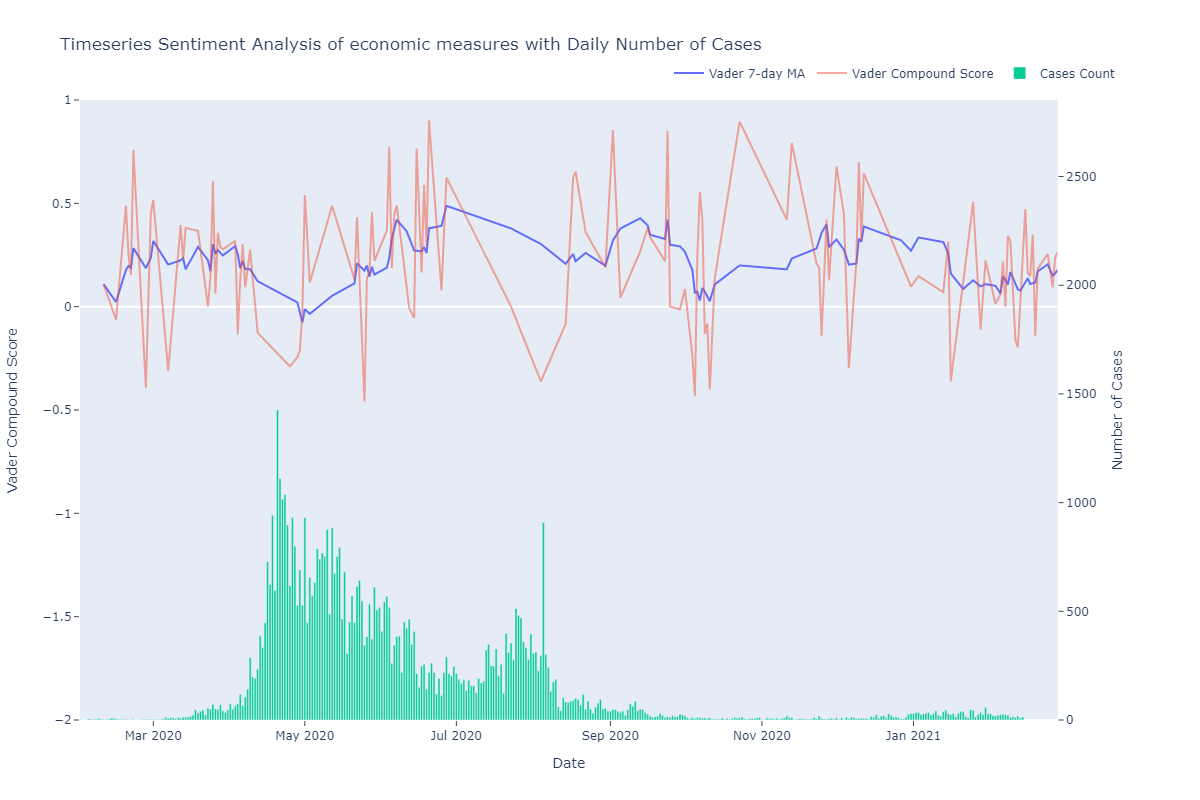 Timeseries Sentiment Analysis of economic measures with Daily Number of Cases
Vader 7-day MA
Vader Compound Score
Cases Count
1
0.5
0
−0.5
−1
−1.5
−2
Vader Compound Score
2500
2000
1500
1000
500
0
Number of Cases
Mar 2020
May 2020
Jul 2020
Sep 2020
Nov 2020
Jan 2021
Date